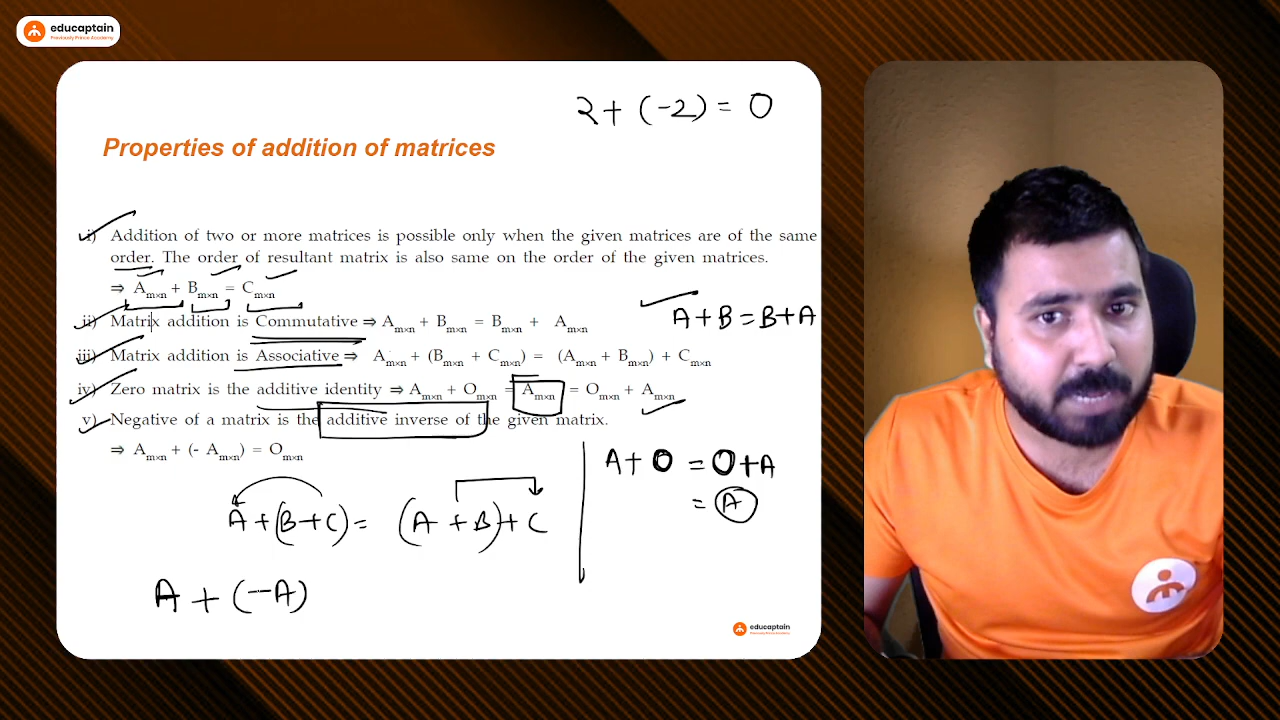 educaptain
Previously Prince Academy
2 + (-2) = 0
Properties of addition of matrices
i) Addition of two or more matrices is possible only when the given matrices are of the same
order. The order of resultant matrix is also same on the order of the given matrices.
⇒ Am×n + Bm×n = Cm×n
ii) Matrix addition is Commutative ⇒ Am×n + Bm×n = Bm×n + Am×n
A + B = B + A
iii) Matrix addition is Associative ⇒ Am×n + (Bm×n + Cm×n) = (Am×n + Bm×n) + Cm×n
iv) Zero matrix is the additive identity ⇒ Am×n + Om×n = Am×n = Om×n + Am×n
v) Negative of a matrix is the additive inverse of the given matrix.
⇒ Am×n + (- Am×n) = Om×n
A + O = O + A
= A
A + (B + C) = (A + B) + C
A + (-A)
educaptain